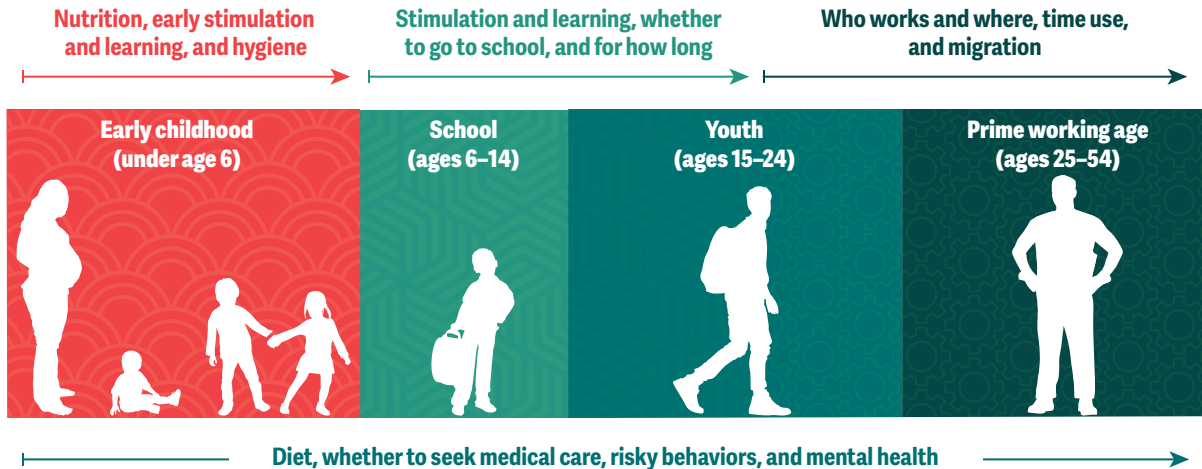 Nutrition, early stimulation
and learning, and hygiene
Stimulation and learning, whether
to go to school, and for how long
Who works and where, time use,
and migration
Early childhood
(under age 6)
School
(ages 6–14)
Youth
(ages 15–24)
Prime working age
(ages 25–54)
Diet, whether to seek medical care, risky behaviors, and mental health